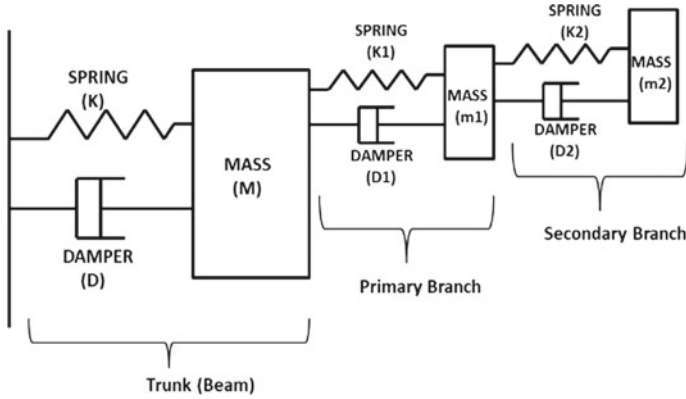 SPRING
(K)
DAMPER
(D)
MASS
(M)
SPRING
(K1)
DAMPER
(D1)
MASS
(m1)
SPRING
(K2)
DAMPER
(D2)
MASS
(m2)
Secondary Branch
Primary Branch
Trunk (Beam)